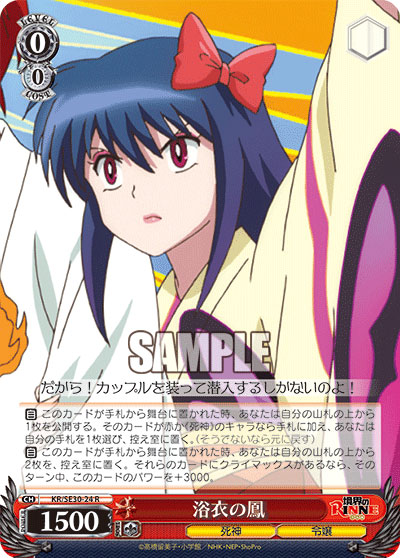 LEVEL
0
0
COST
SAMPLE
だから！カップルを装って潜入するしかないのよ！
自 このカードが手札から舞台に置かれた時、あなたは自分の山札の上から
1枚を公開する。そのカードが赤か《死神》のキャラなら手札に加え、あなた
は自分の手札を1枚選び、控え室に置く。（そうでないなら元に戻す）
自 このカードが手札から舞台に置かれた時、あなたは自分の山札の上から
2枚を、控え室に置く。それらのカードにクライマックスがあるなら、その
ターン中、このカードのパワーを+3000。
CH
KR/SE30-24 R
1500
浴衣の鳳
境界の
RINNE
死神
令嬢
©高橋留美子・小学館／NHK・NEP・ShoPro